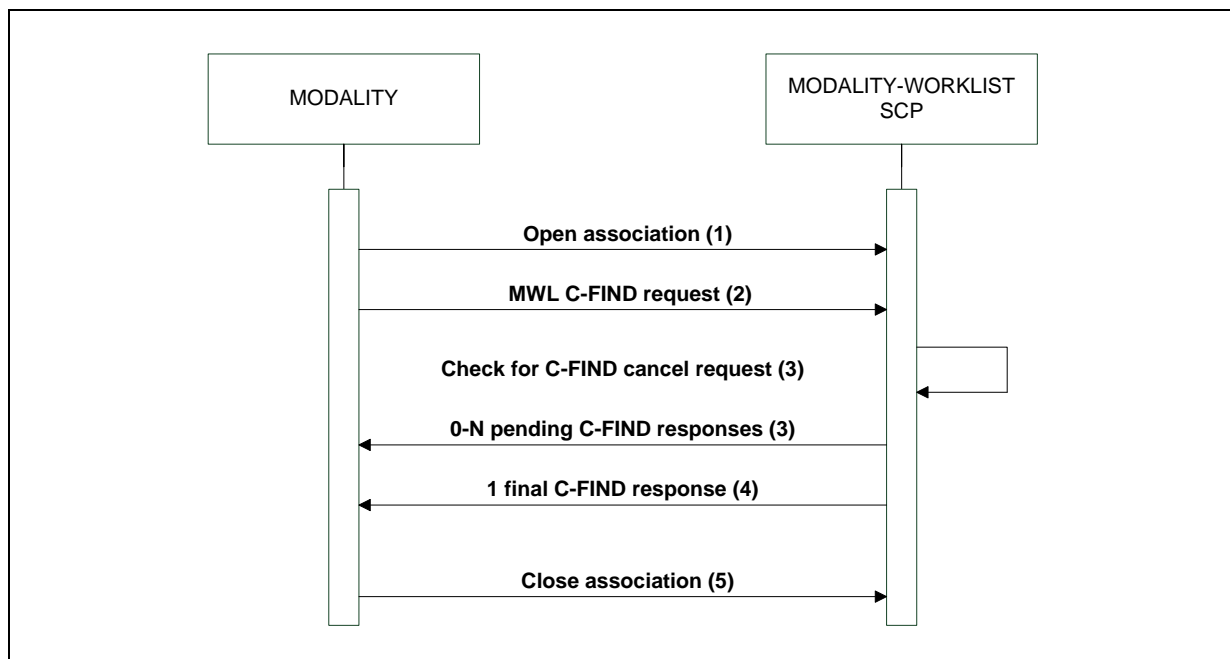 MODALITY
MODALITY-WORKLIST
SCP
Open association (1)
MWL C-FIND request (2)
Check for C-FIND cancel request (3)
0-N pending C-FIND responses (3)
1 final C-FIND response (4)
Close association (5)